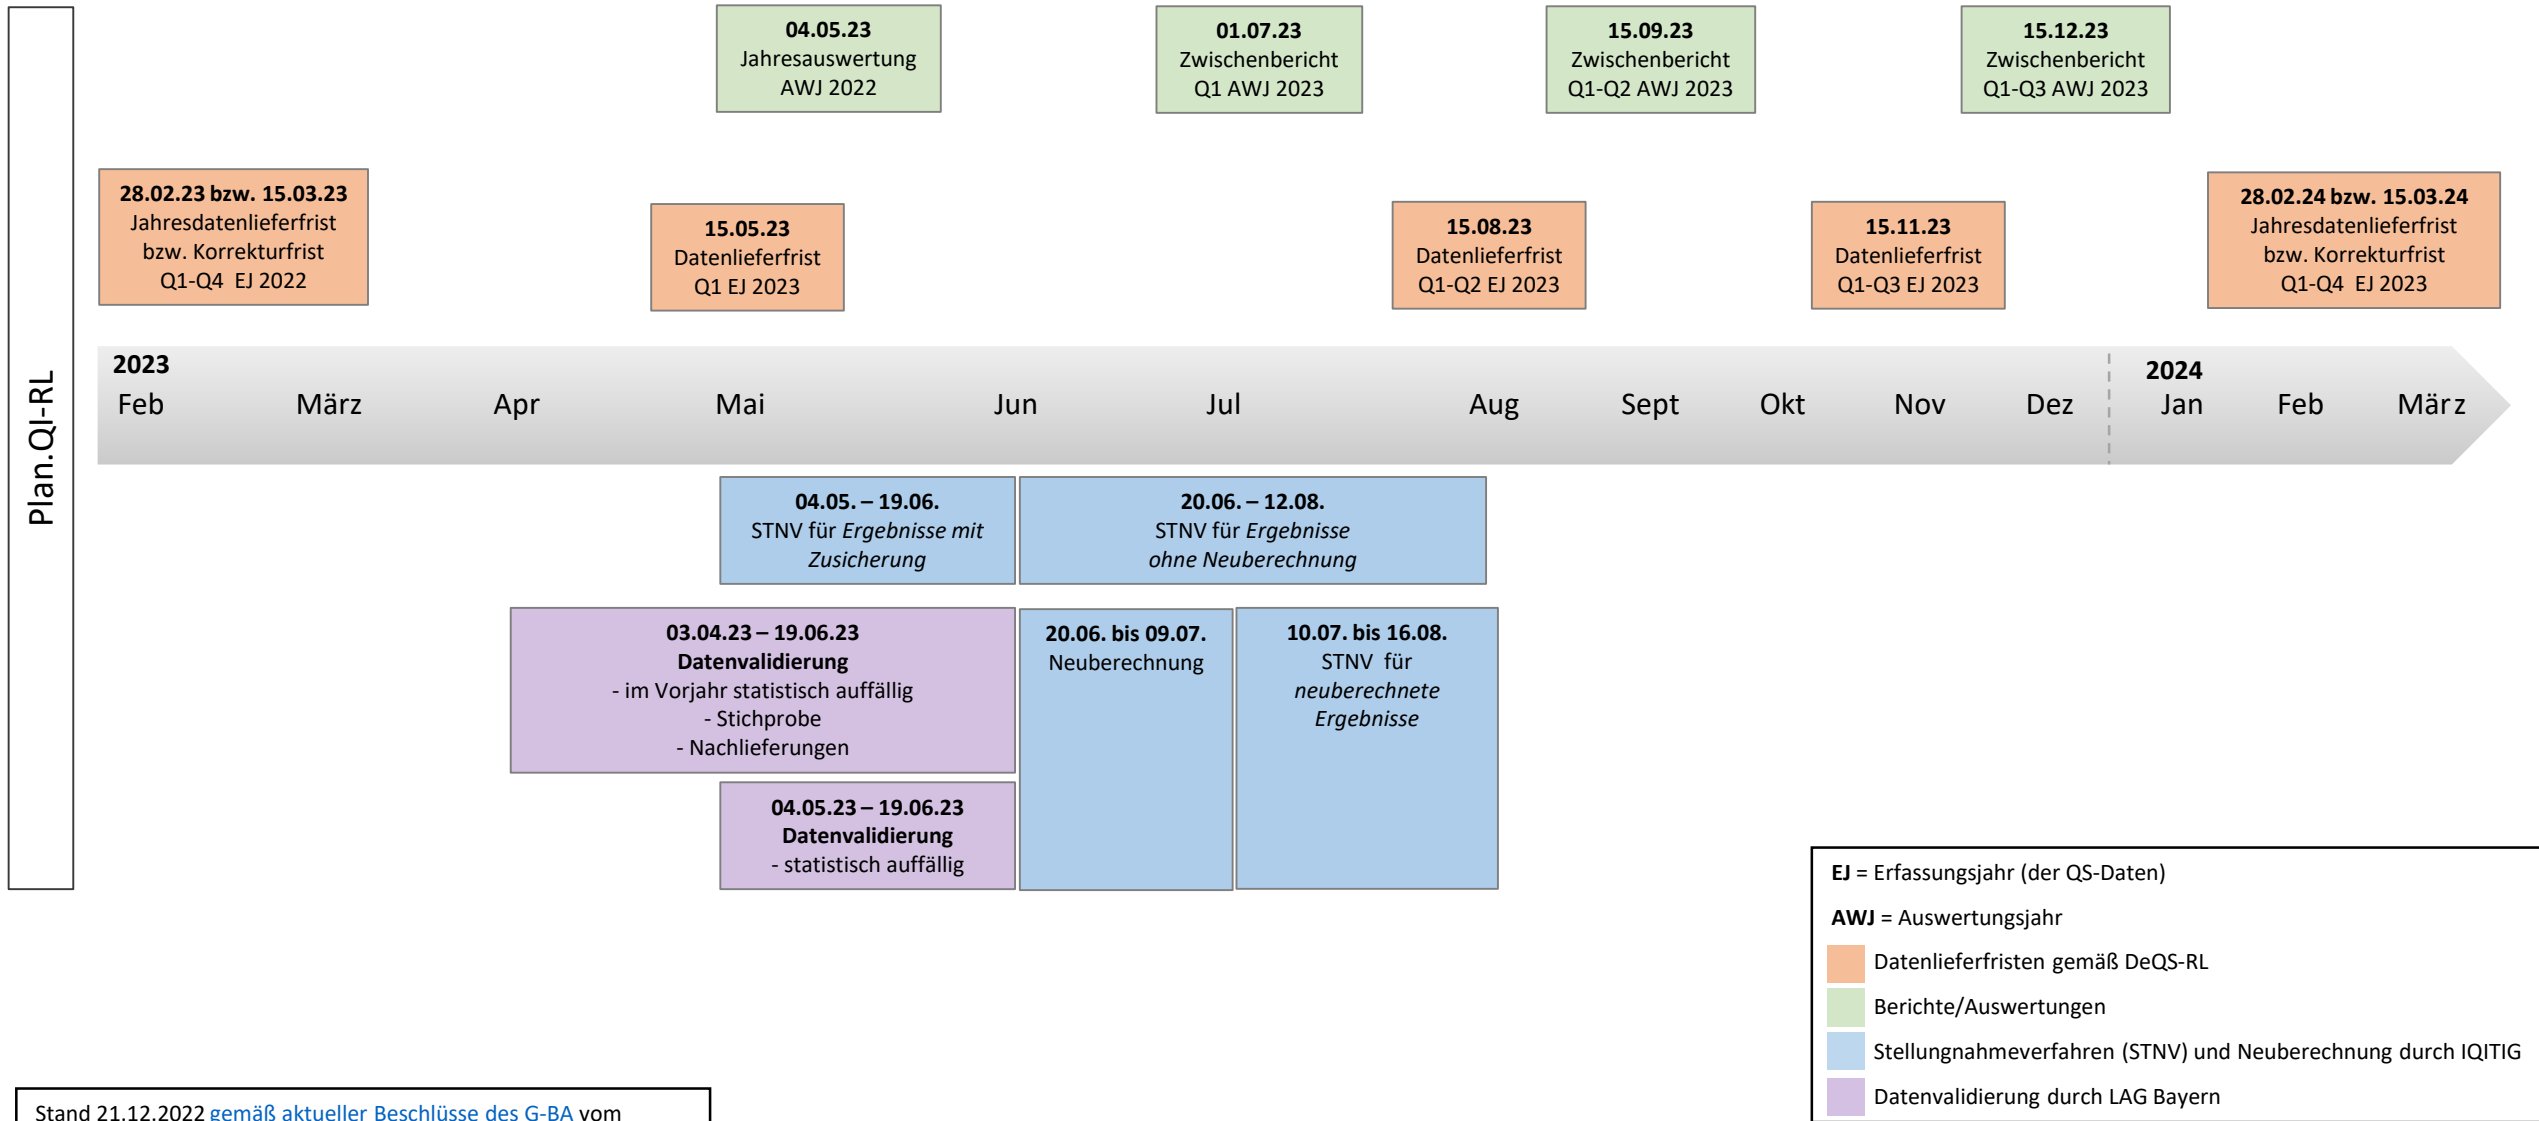 Plan.QI-RL
04.05.23
Jahresauswertung
AWJ 2022
01.07.23
Zwischenbericht
Q1 AWJ 2023
15.09.23
Zwischenbericht
Q1-Q2 AWJ 2023
15.12.23
Zwischenbericht
Q1-Q3 AWJ 2023
28.02.23 bzw. 15.03.23
Jahresdatenlieferfrist
bzw. Korrekturfrist
Q1-Q4 EJ 2022
15.05.23
Datenlieferfrist
Q1 EJ 2023
15.08.23
Datenlieferfrist
Q1-Q2 EJ 2023
15.11.23
Datenlieferfrist
Q1-Q3 EJ 2023
28.02.24 bzw. 15.03.24
Jahresdatenlieferfrist
bzw. Korrekturfrist
Q1-Q4 EJ 2023
2023 2024
Feb März Apr Mai Jun Jul Aug Sept Okt Nov Dez Jan Feb März
04.05. – 19.06.
STNV für Ergebnisse mit
Zusicherung
20.06. – 12.08.
STNV für Ergebnisse
ohne Neuberechnung
03.04.23 – 19.06.23
Datenvalidierung
- im Vorjahr statistisch auffällig
- Stichprobe
- Nachlieferungen
20.06. bis 09.07.
Neuberechnung
10.07. bis 16.08.
STNV für
neuberechnete
Ergebnisse
04.05.23 – 19.06.23
Datenvalidierung
- statistisch auffällig
EJ = Erfassungsjahr (der QS-Daten)
AWJ = Auswertungsjahr
Datenlieferfristen gemäß DeQS-RL
Berichte/Auswertungen
Stellungnahmeverfahren (STNV) und Neuberechnung durch IQITIG
Datenvalidierung durch LAG Bayern
Stand 21.12.2022 gemäß aktueller Beschlüsse des G-BA vom